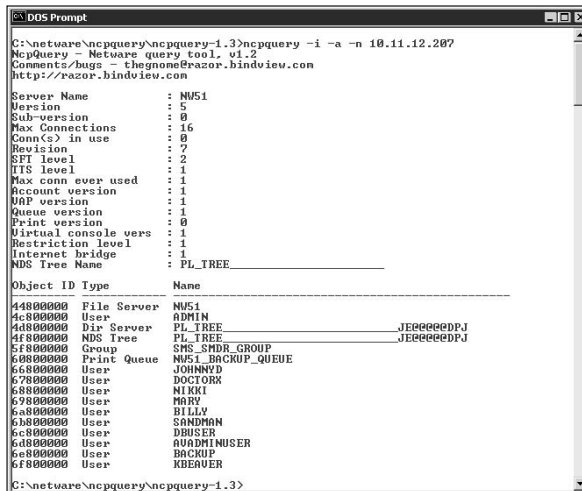 DOS Prompt
C:\netware\ncpquery\ncpquery-1.3>ncpquery -i -a -n 10.11.12.207
NcpQuery - Netware query tool, v1.2
Comments/bugs - thegnome@razor.bindview.com
http://razor.bindview.com
Server Name : NW51
Version : 5
Sub-version : 0
Max Connections : 16
Conn(s) in use : 0
Revision : 7
SFT level : 2
TTS level : 1
Max conn ever used : 1
Account version : 1
VAP version : 1
Queue version : 1
Print version : 0
Virtual console vers : 1
Restriction level : 1
Internet bridge : 1
NDS Tree Name : PL_TREE__________________________
Object ID Type Name
44800000 File Server NW51
4c800000 User ADMIN
4d800000 Dir Server PL_TREE__________________________JE@@@@@DPJ
4f800000 NDS Tree PL_TREE__________________________JE@@@@@DPJ
5f800000 Group SMS_SMDR_GROUP
60800000 Print Queue NW51_BACKUP_QUEUE
66800000 User JOHNNYD
67800000 User DOCTORX
68800000 User NIKKI
69800000 User MARY
6a800000 User BILLY
6b800000 User SANDMAN
6c800000 User DBUSER
6d800000 User AVADMINUSER
6e800000 User BACKUP
6f800000 User KBEAVER
C:\netware\ncpquery\ncpquery-1.3>